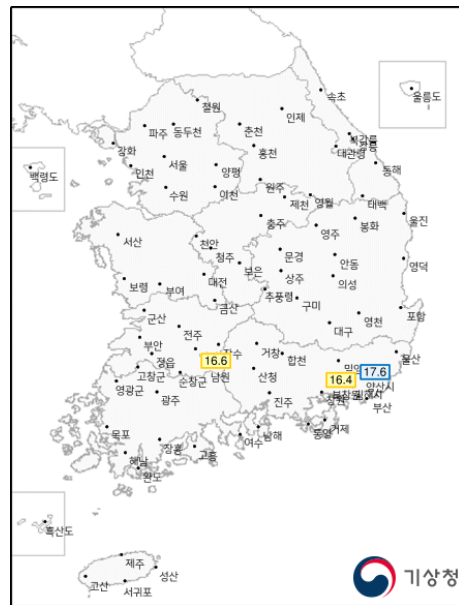 속초
울릉도
철원
인제
파주
동두천
춘천
북강릉
강릉
대관령
강화
서울
홍천
동해
백령도
인천
양평
수원
이천
원주
제천
영월
태백
충주
울진
서산
천안
영주
봉화
청주
문경
안동
영덕
보은
상주
의성
보령
부여
대전
추풍령
금산
구미
군산
영천
포항
대구
전주
부안
장수
거창
합천
울산
정읍
16.6
17.6
고창군
순창군
남원
산청
16.4
양산시
영광군
광주
진주
창원
부산
목포
여수
남해
통영
거제
장흥
고흥
해남
완도
흑산도
제주
고산
성산
서귀포
기상청